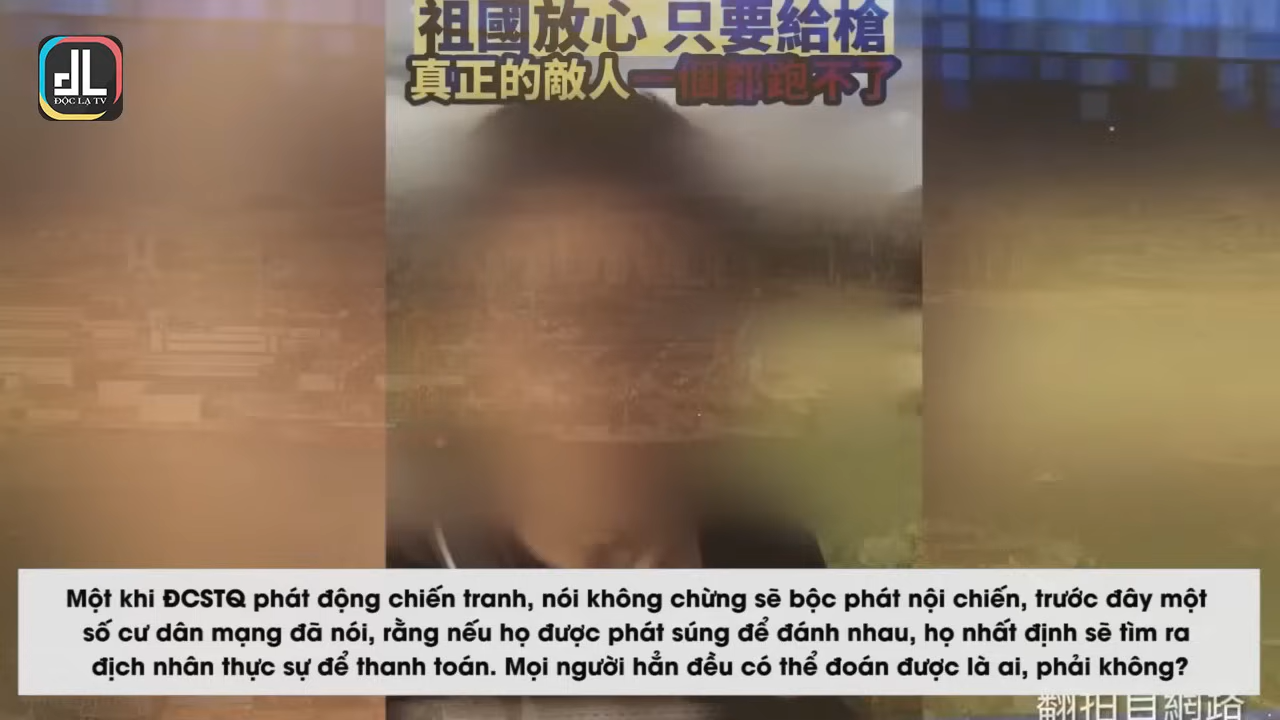 祖國放心 只要給槍
真正的敵人一個都跑不了
dL
ĐỘC LẠ TV
Một khi ĐCSTQ phát động chiến tranh, nói không chừng sẽ bộc phát nội chiến, trước đây một
số cư dân mạng đã nói, rằng nếu họ được phát súng để đánh nhau, họ nhất định sẽ tìm ra
địch nhân thực sự để thanh toán. Mọi người hẳn đều có thể đoán được là ai, phải không?
翻拍自網路